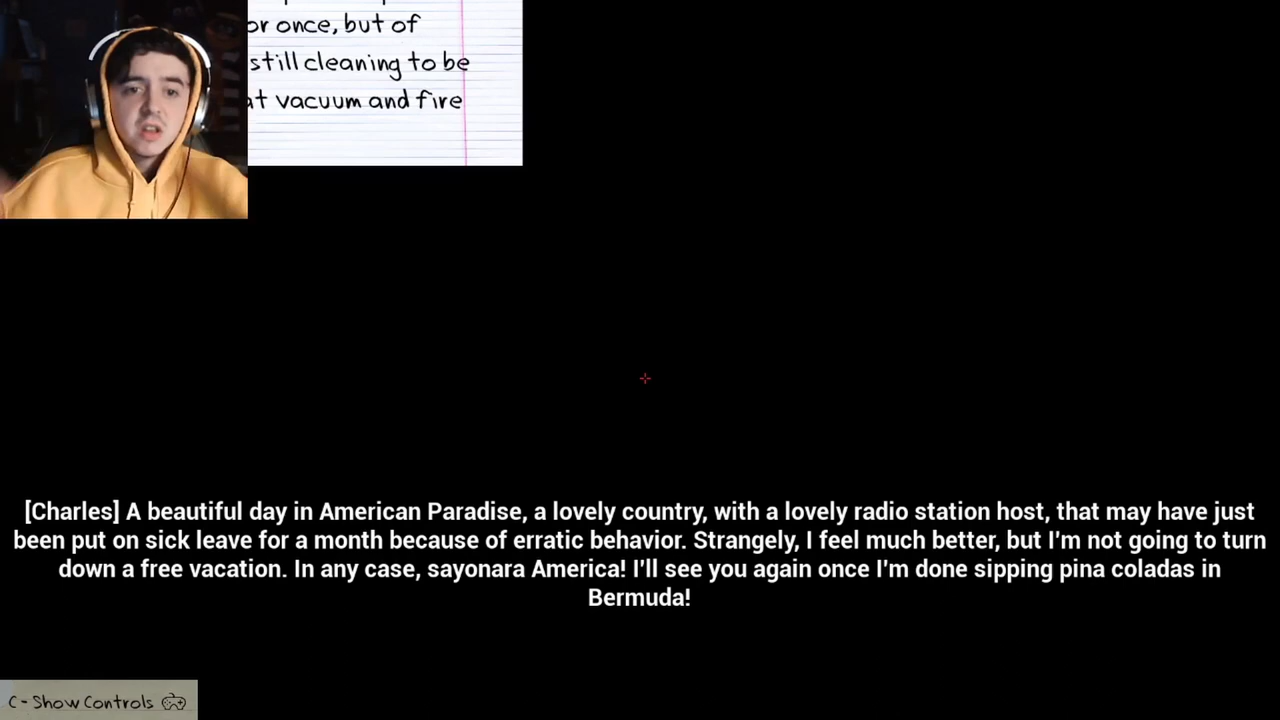 or once, but of
still cleaning to be
at vacuum and fire
[Charles] A beautiful day in American Paradise, a lovely country, with a lovely radio station host, that may have just
been put on sick leave for a month because of erratic behavior. Strangely, I feel much better, but I'm not going to turn
down a free vacation. In any case, sayonara America! I'll see you again once I'm done sipping pina coladas in
Bermuda!
C - Show Controls